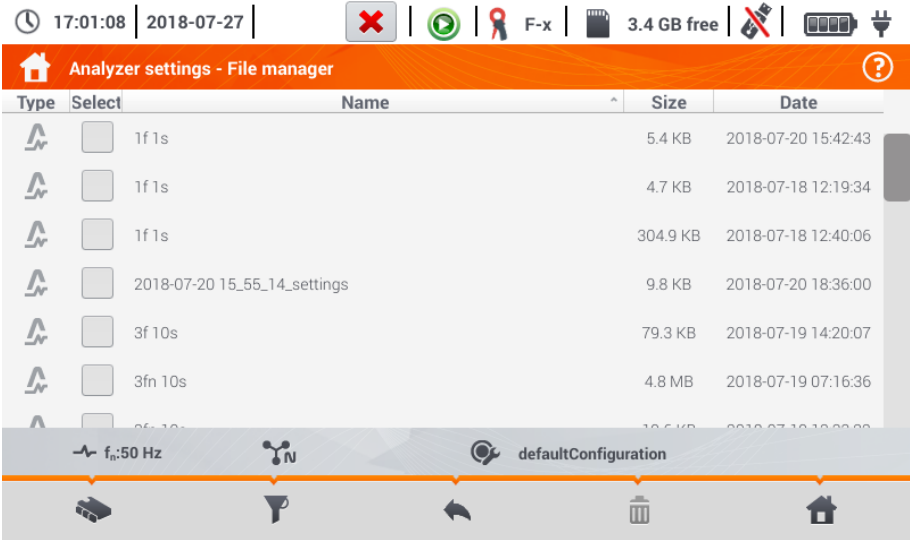 17:01:08 2018-07-27 F-x 3.4 GB free
Analyzer settings - File manager ?
Type Select Name Size Date
1f 1s 5.4 KB 2018-07-20 15:42:43
1f 1s 4.7 KB 2018-07-18 12:19:34
1f 1s 304.9 KB 2018-07-18 12:40:06
2018-07-20 15_55_14_settings 9.8 KB 2018-07-20 18:36:00
3f 10s 79.3 KB 2018-07-19 14:20:07
3fn 10s 4.8 MB 2018-07-19 07:16:36
fn:50 Hz N defaultConfiguration